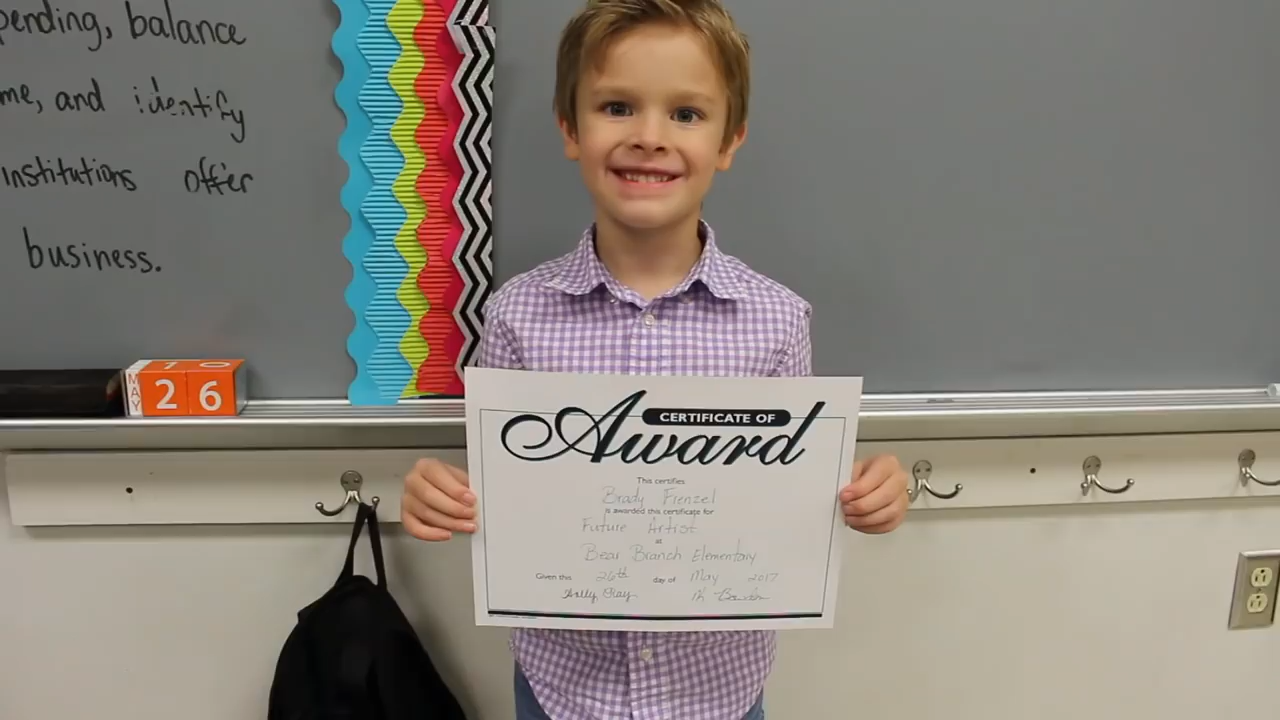 pending, balance
me, and identify
institutions offer
business.
MAY
26
CERTIFICATE OF
Award
This certifies
Brady Frenzel
is awarded this certificate for
Future Artist
at
Bear Branch Elementary
Given this 26th day of May 2017